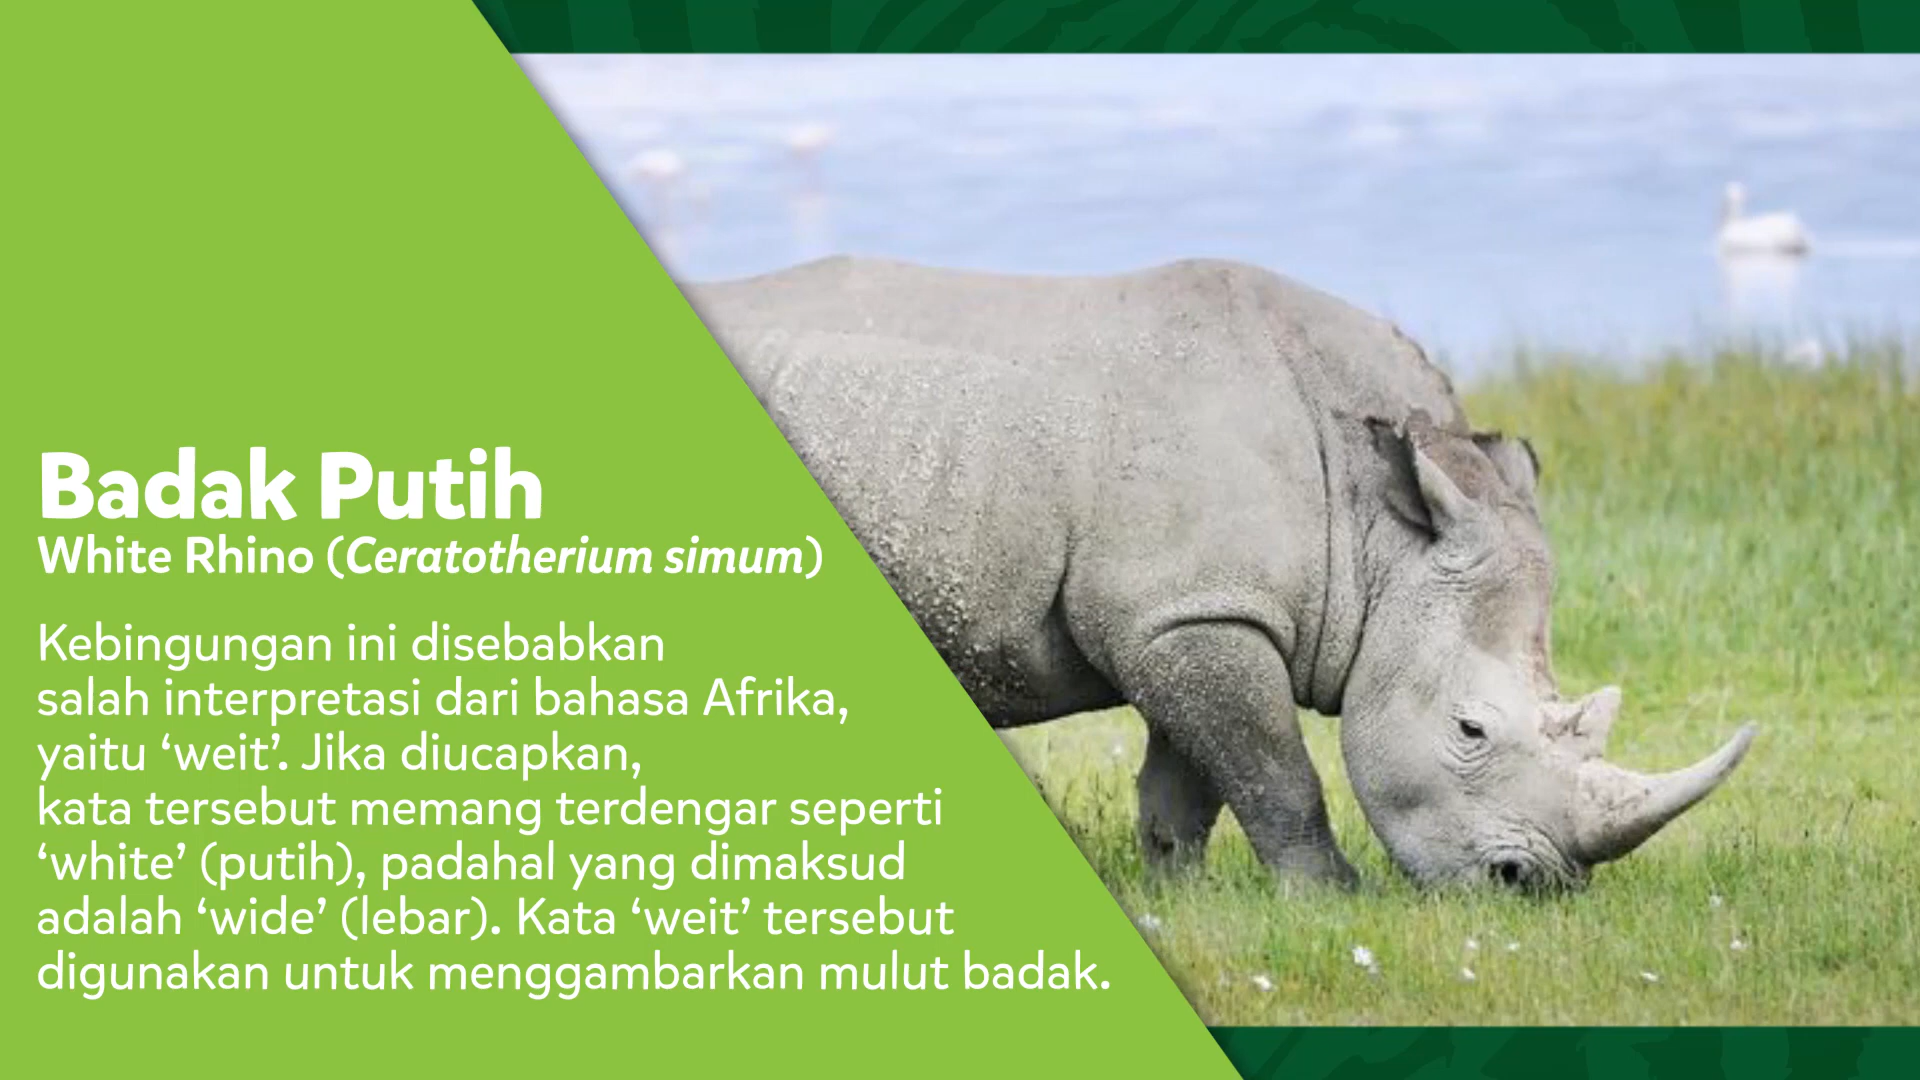 Badak Putih
White Rhino (Ceratotherium simum)
Kebingungan ini disebabkan
salah interpretasi dari bahasa Afrika,
yaitu ‘weit’. Jika diucapkan,
kata tersebut memang terdengar seperti
‘white’ (putih), padahal yang dimaksud
adalah ‘wide’ (lebar). Kata ‘weit’ tersebut
digunakan untuk menggambarkan mulut badak.